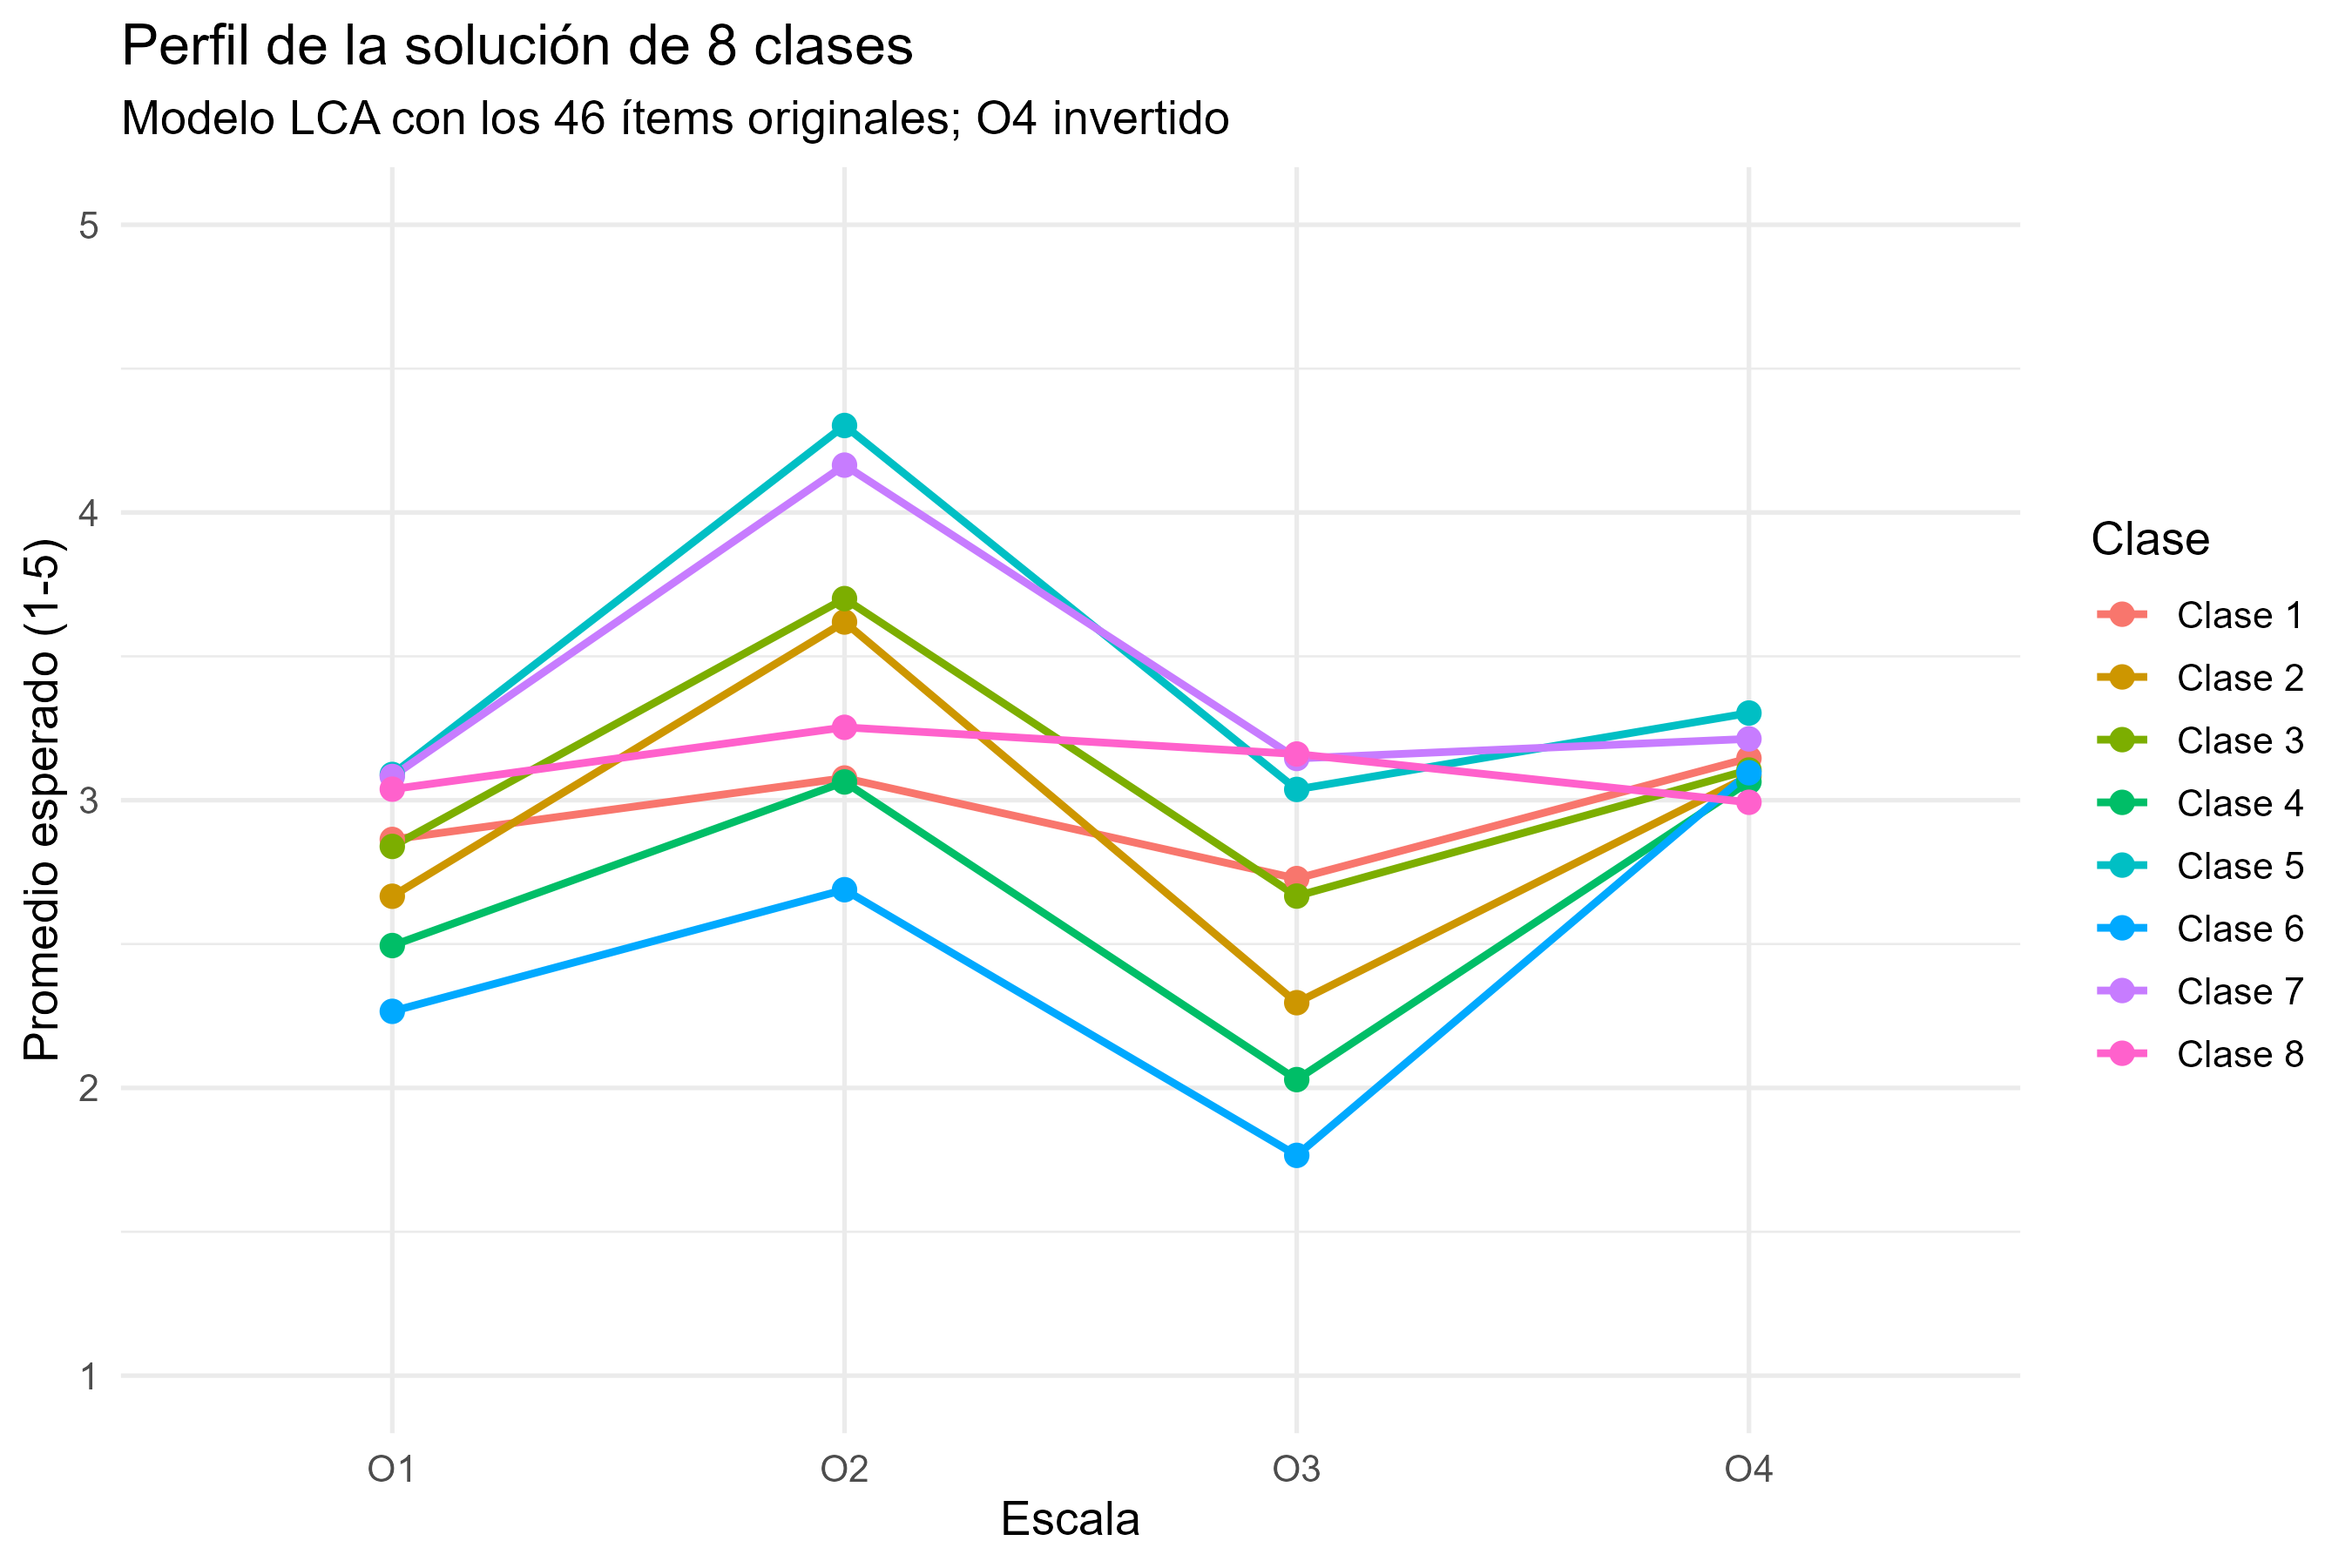 Perfil de la solución de 8 clases
Modelo LCA con los 46 ítems originales; O4 invertido
Promedio esperado (1-5)
5
4
3
2
1
O1
O2
O3
O4
Escala
Clase
Clase 1
Clase 2
Clase 3
Clase 4
Clase 5
Clase 6
Clase 7
Clase 8